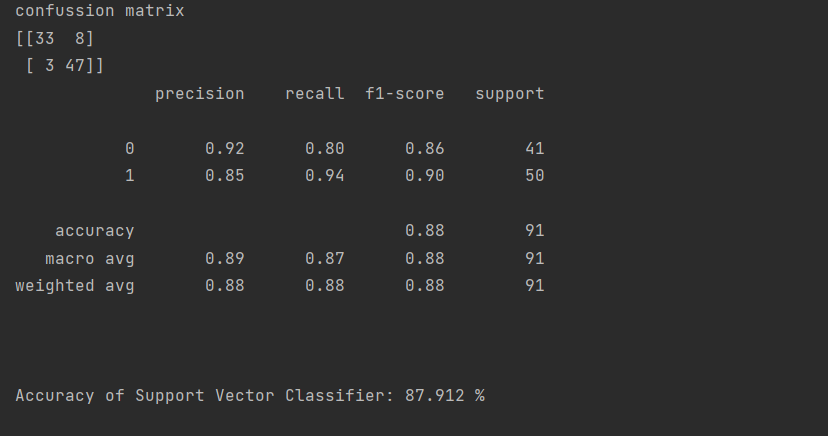 confussion matrix
[[33  8]
 [ 3 47]]
              precision    recall  f1-score   support

           0       0.92      0.80      0.86        41
           1       0.85      0.94      0.90        50

    accuracy                           0.88        91
   macro avg       0.89      0.87      0.88        91
weighted avg       0.88      0.88      0.88        91

Accuracy of Support Vector Classifier: 87.912 %